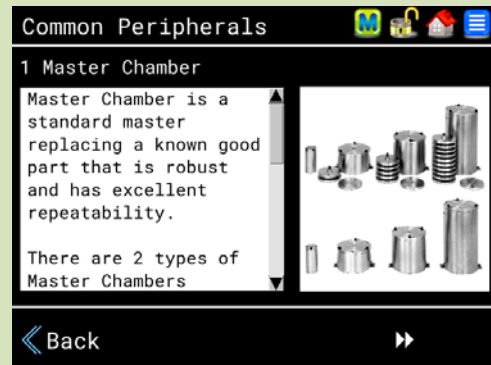 Common Peripherals
M
1 Master Chamber
Master Chamber is a
standard master
replacing a known good
part that is robust
and has excellent
repeatability.
There are 2 types of
Master Chambers
Back